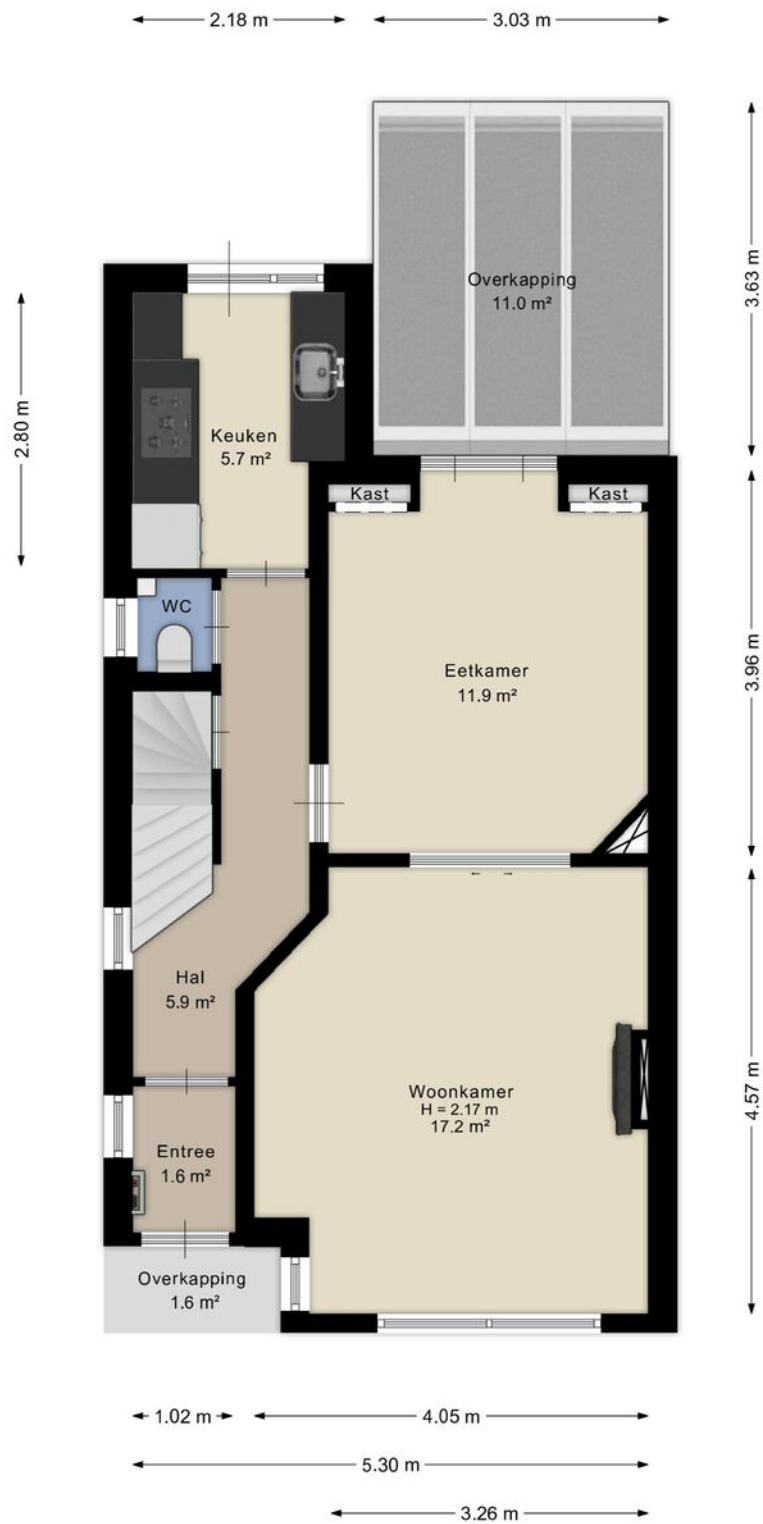 2.18 m
3.03 m
Overkapping
11.0 m²
3.63 m
2.80 m
Keuken
5.7 m²
Kast
Kast
WC
Eetkamer
11.9 m²
3.96 m
Hal
5.9 m²
Woonkamer
H = 2.17 m
17.2 m²
4.57 m
Entree
1.6 m²
Overkapping
1.6 m²
1.02 m
4.05 m
5.30 m
3.26 m